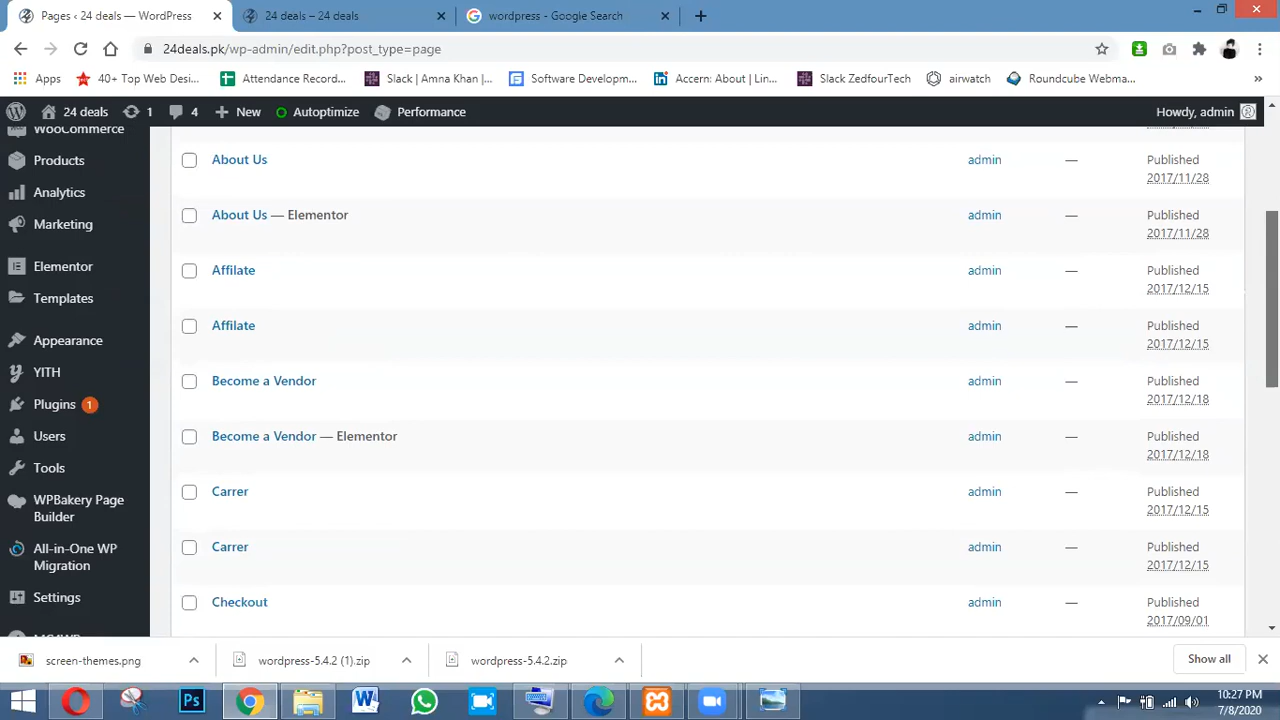 Pages ‹ 24 deals — WordPress
24 deals – 24 deals
wordpress - Google Search
24deals.pk/wp-admin/edit.php?post_type=page
Apps
40+ Top Web Desi...
Attendance Record...
Slack | Amna Khan |...
Software Developm...
Accern: About | Lin...
Slack ZedfourTech
airwatch
Roundcube Webma...
»
24 deals
1
4
New
Autoptimize
Performance
Howdy, admin
WooCommerce
Products
Analytics
Marketing
Elementor
Templates
Appearance
YITH
Plugins 1
Users
Tools
WPBakery Page
Builder
All-in-One WP
Migration
Settings
About Us
admin
—
Published
2017/11/28
About Us — Elementor
admin
—
Published
2017/11/28
Affilate
admin
—
Published
2017/12/15
Affilate
admin
—
Published
2017/12/15
Become a Vendor
admin
—
Published
2017/12/18
Become a Vendor — Elementor
admin
—
Published
2017/12/18
Carrer
admin
—
Published
2017/12/15
Carrer
admin
—
Published
2017/12/15
Checkout
admin
—
Published
2017/09/01
screen-themes.png
wordpress-5.4.2 (1).zip
wordpress-5.4.2.zip
Show all
Ps
10:27 PM
7/8/2020